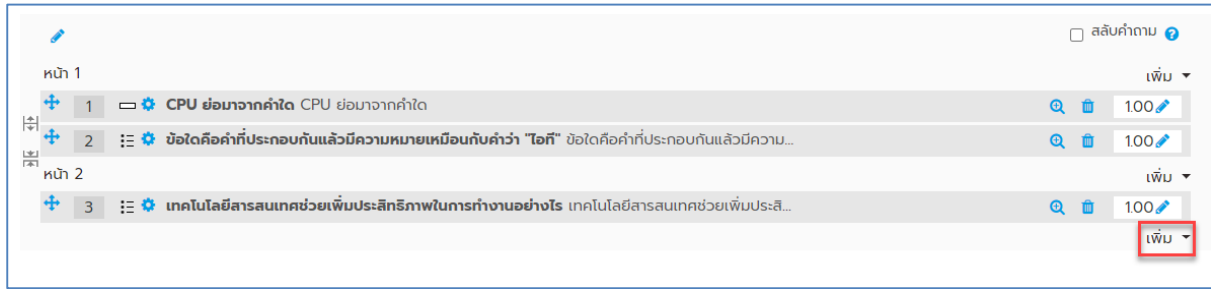 สลับคำถาม
หน้า 1 เพิ่ม
1 CPU ย่อมาจากคำใด CPU ย่อมาจากคำใด 1.00
2 ข้อใดคือคำที่ประกอบกันแล้วมีความหมายเหมือนกับคำว่า "ไอที" ข้อใดคือคำที่ประกอบกันแล้วมีความ... 1.00
หน้า 2 เพิ่ม
3 เทคโนโลยีสารสนเทศช่วยเพิ่มประสิทธิภาพในการทำงานอย่างไร เทคโนโลยีสารสนเทศช่วยเพิ่มประสิ... 1.00
เพิ่ม